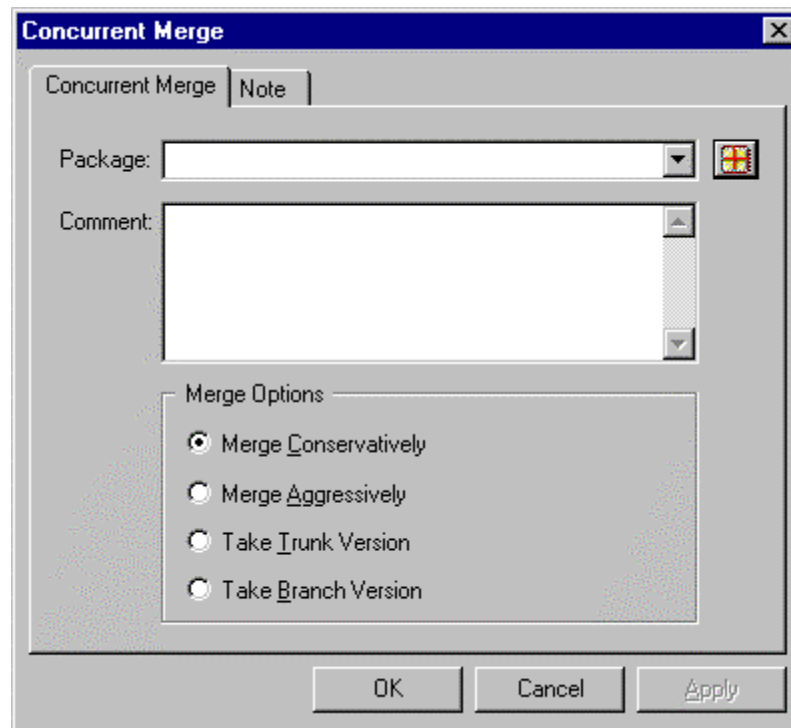 Concurrent Merge
Concurrent Merge Note
Package:
Comment:
Merge Options
Merge Conservatively
Merge Aggressively
Take Trunk Version
Take Branch Version
OK Cancel Apply